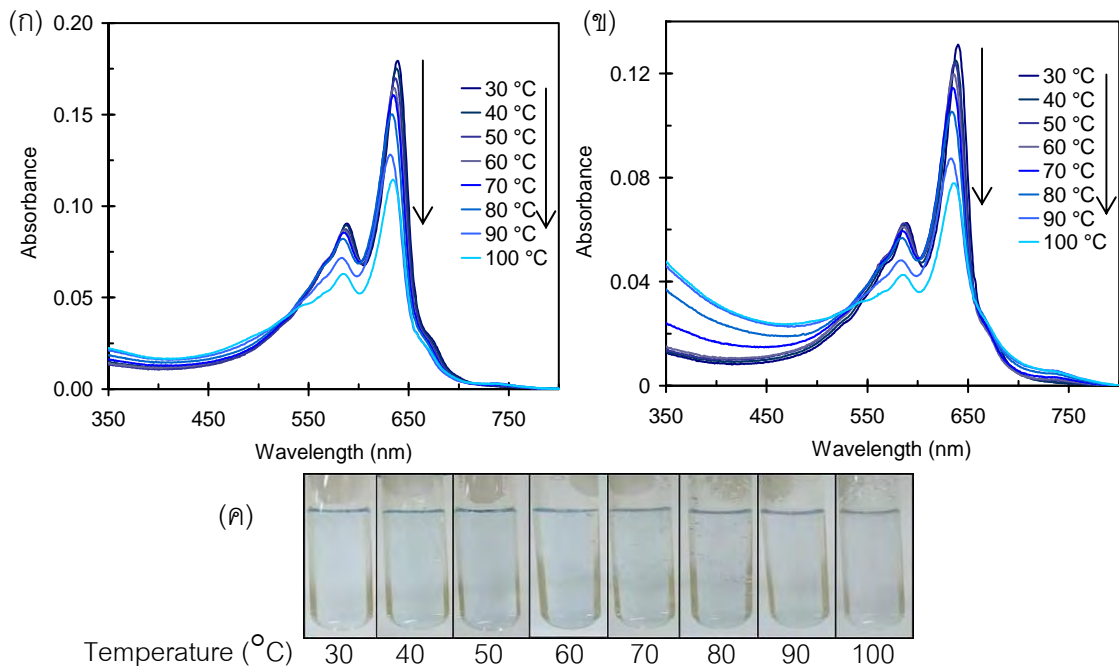 (ก)
0.20
0.15
0.10
0.05
0.00
Absorbance
350 450 550 650 750
Wavelength (nm)
30 °C
40 °C
50 °C
60 °C
70 °C
80 °C
90 °C
100 °C
(ข)
0.12
0.08
0.04
0
Absorbance
350 450 550 650 750
Wavelength (nm)
30 °C
40 °C
50 °C
60 °C
70 °C
80 °C
90 °C
100 °C
(ค)
Temperature (°C) 30 40 50 60 70 80 90 100